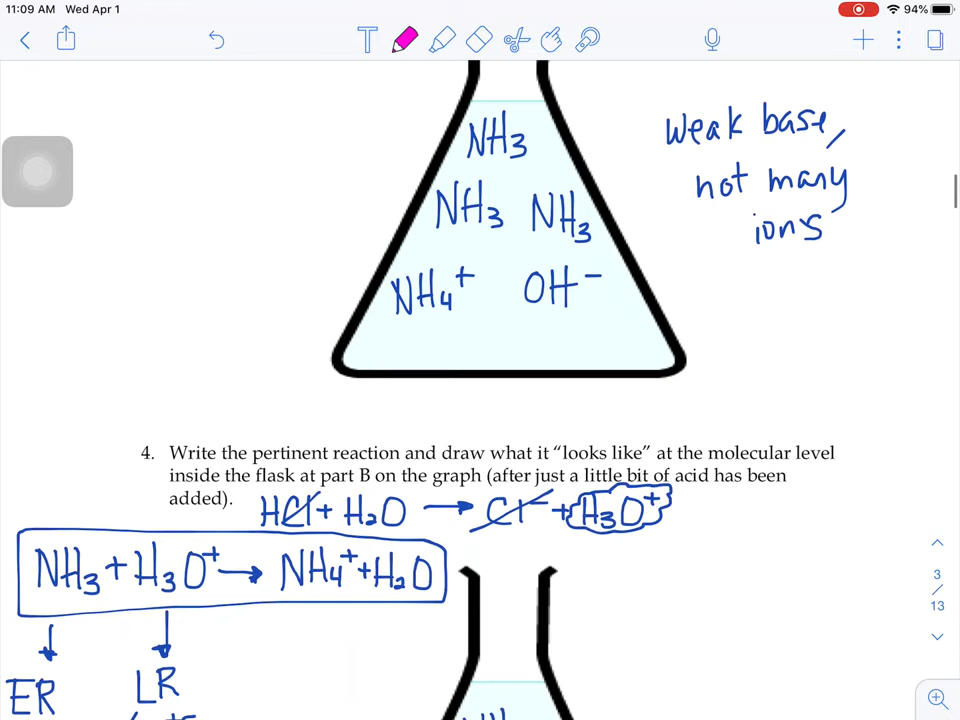 11:09 AM Wed Apr 1
94%
T
NH3
NH3 NH3
NH4+ OH−
weak base,
not many
ions
4. Write the pertinent reaction and draw what it “looks like” at the molecular level
inside the flask at part B on the graph (after just a little bit of acid has been
added).
HCl + H2O → Cl− + H3O+
NH3 + H3O+ → NH4+ + H2O
ER
LR
3
/
13